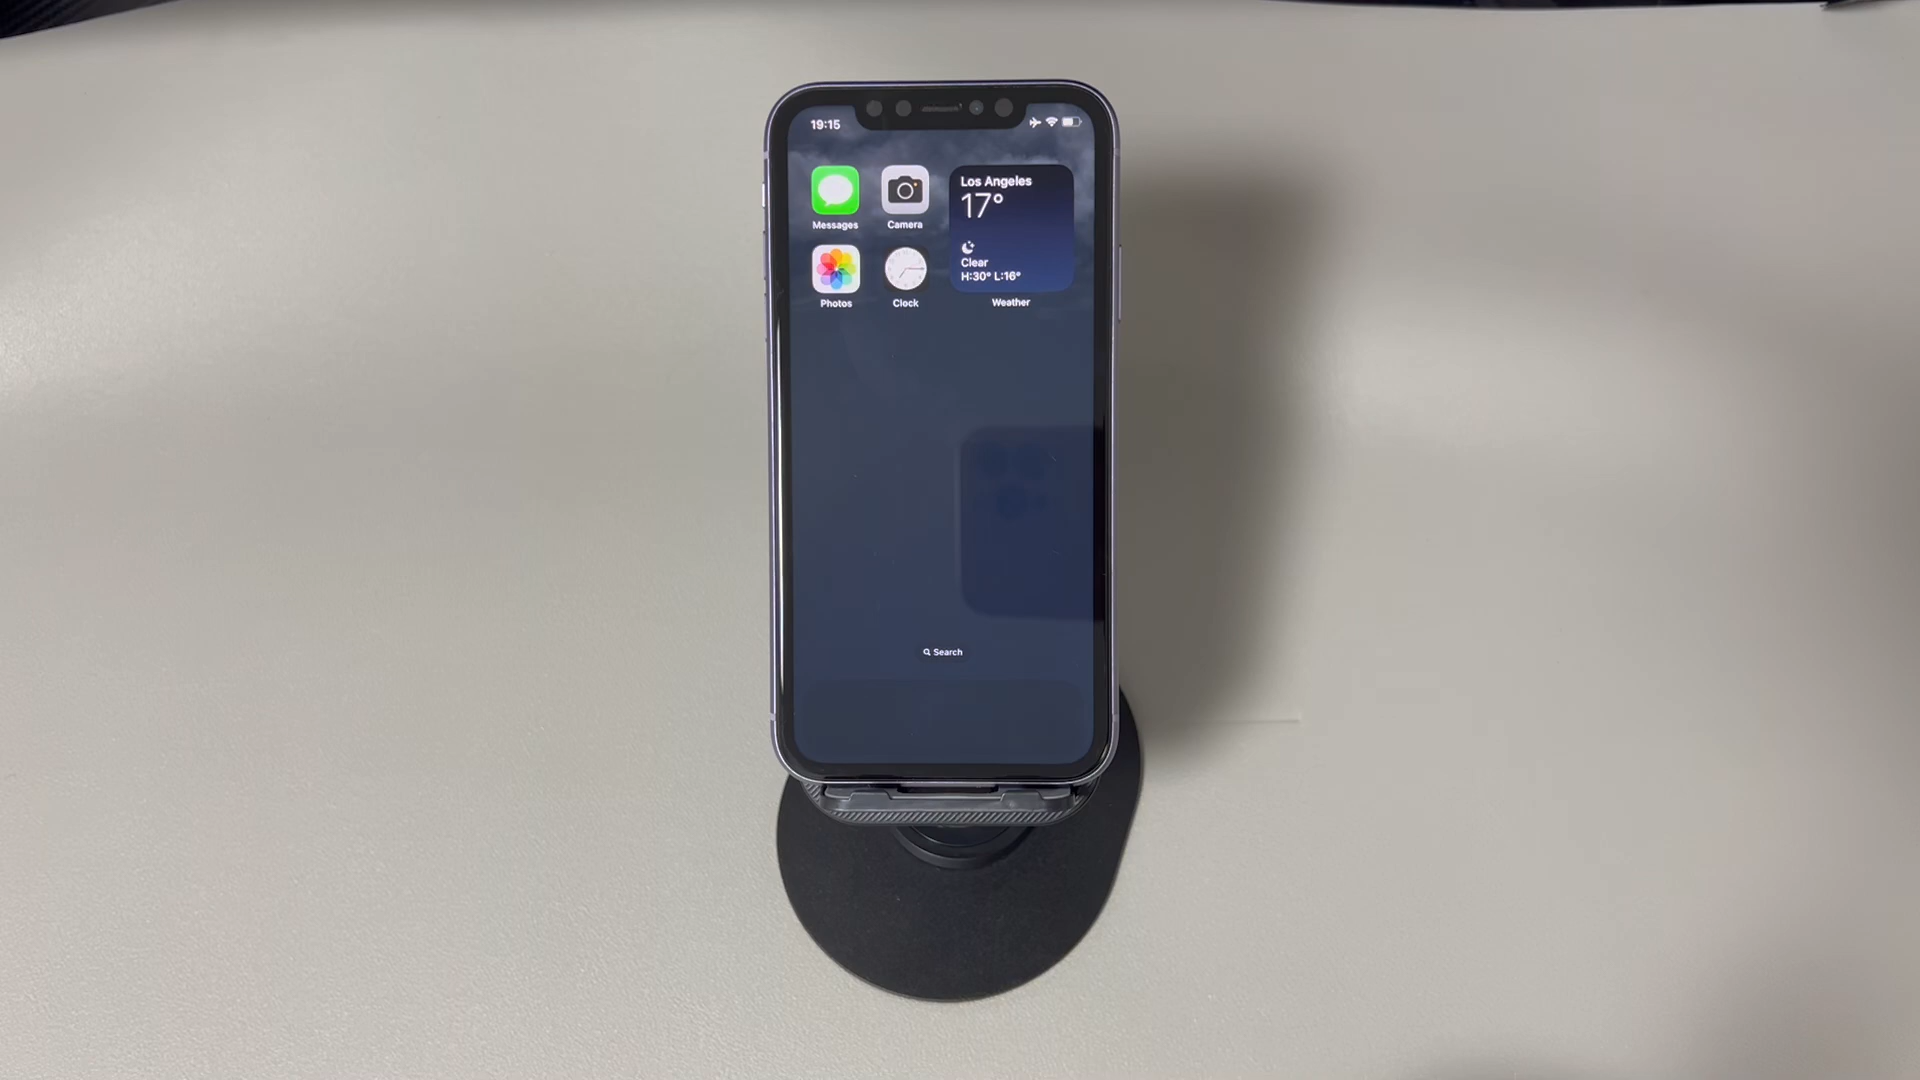 19:15
Messages
Camera
Photos
Clock
Los Angeles
17°
Clear
H:30° L:16°
Weather
Search